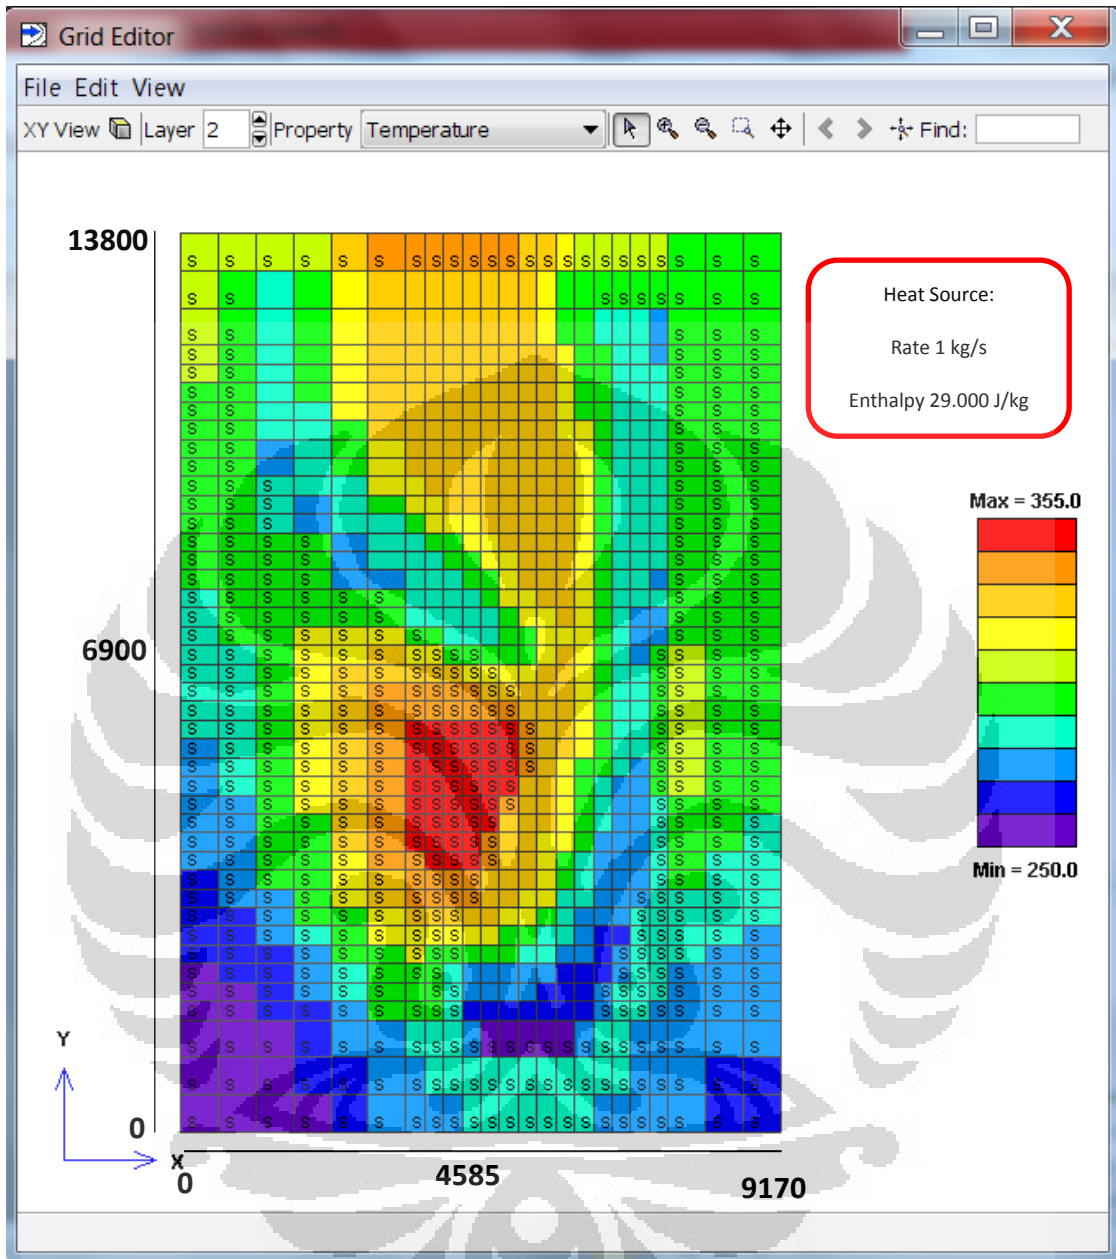 Grid Editor
File Edit View
XY View Layer 2 Property Temperature Find:
13800
Heat Source:
Rate 1 kg/s
Enthalpy 29.000 J/kg
Max = 355.0
6900
Min = 250.0
Y
0
X
0
4585
9170